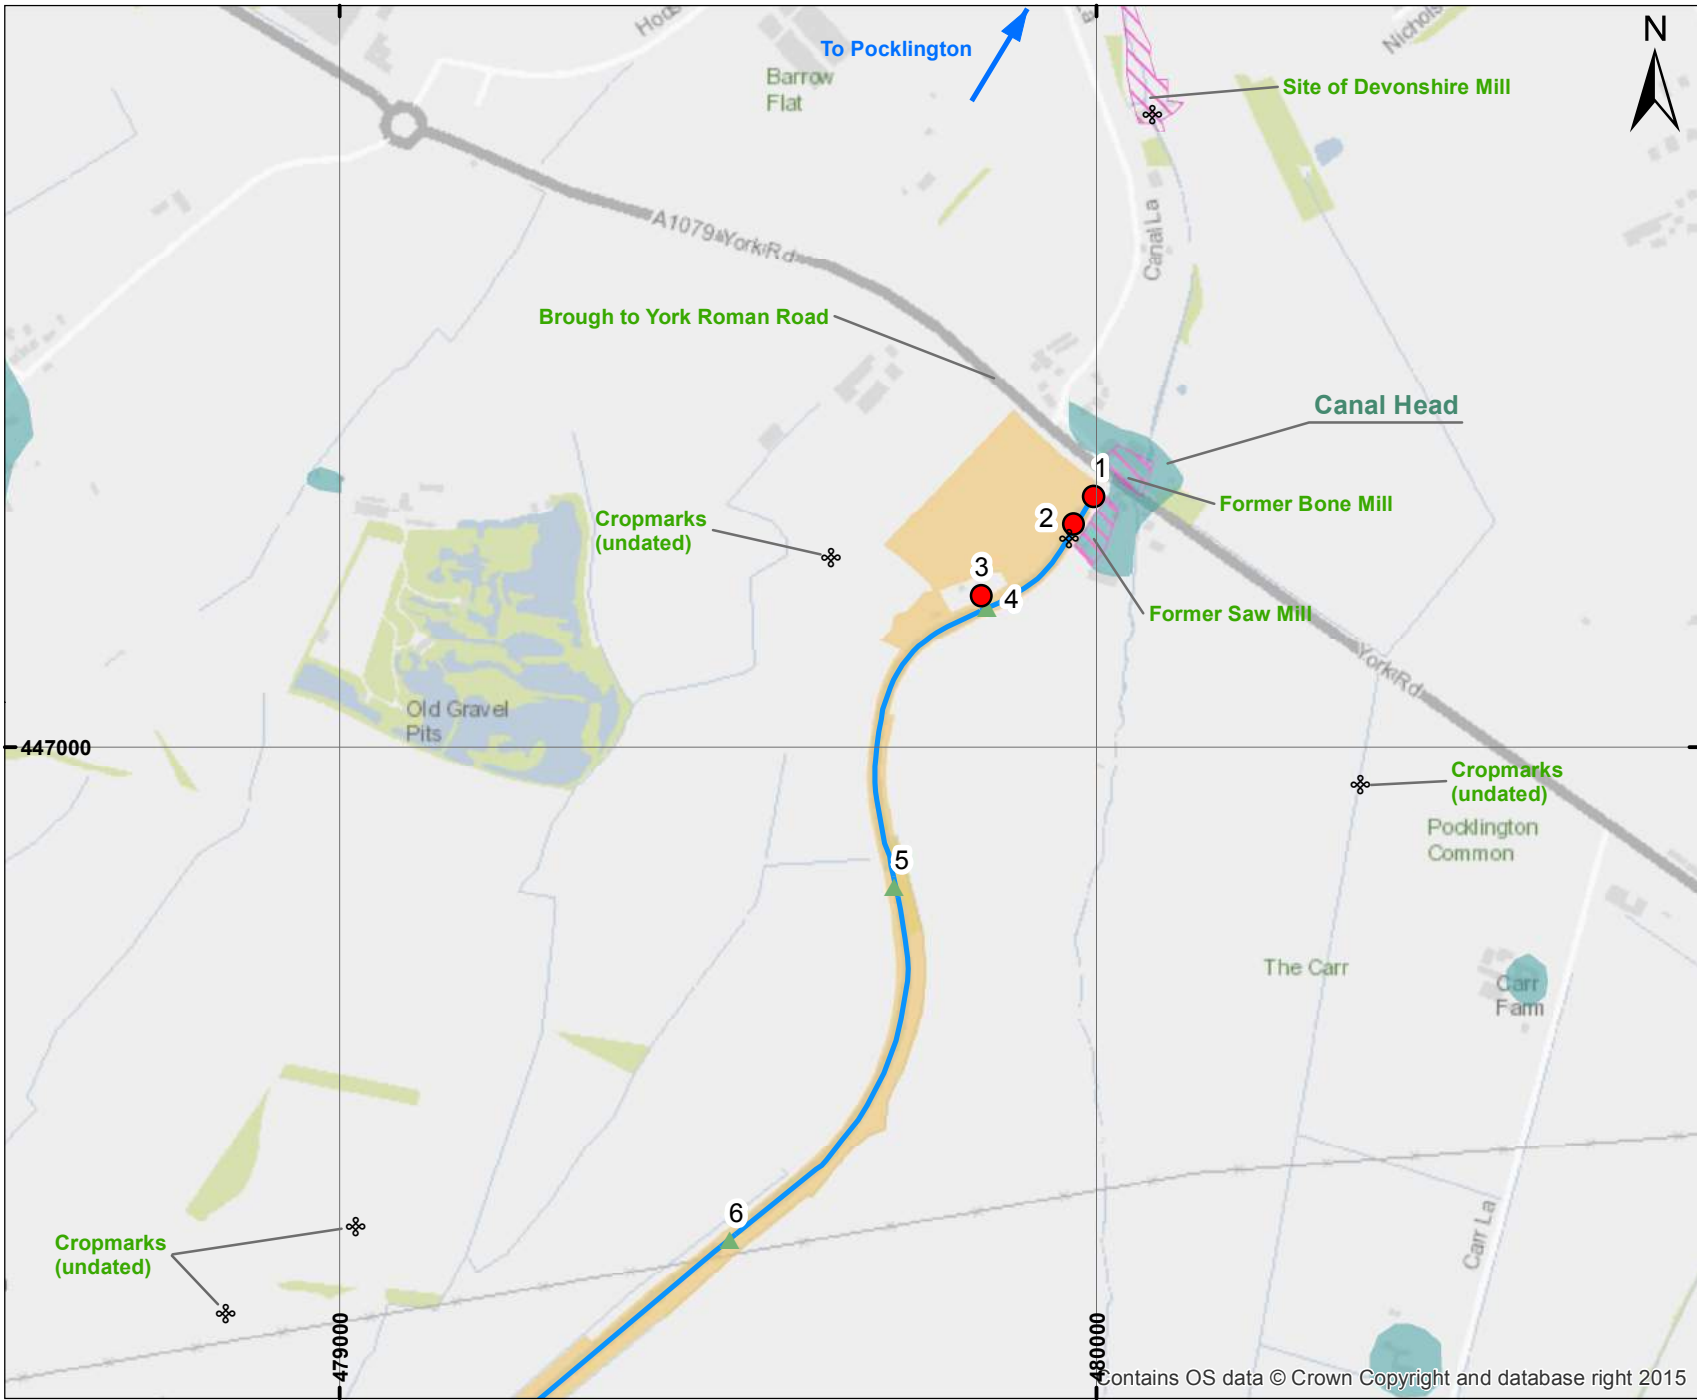 To Pocklington
N
Barrow
Flat
Site of Devonshire Mill
A1079 York Rd
Canal La
Brough to York Roman Road
Canal Head
1
Former Bone Mill
Cropmarks
(undated)
2
3
4
Former Saw Mill
York Rd
Old Gravel
Pits
447000
Cropmarks
(undated)
Pocklington
Common
5
The Carr
Carr
Farm
6
Carr La
Cropmarks
(undated)
479000
480000
Contains OS data © Crown Copyright and database right 2015